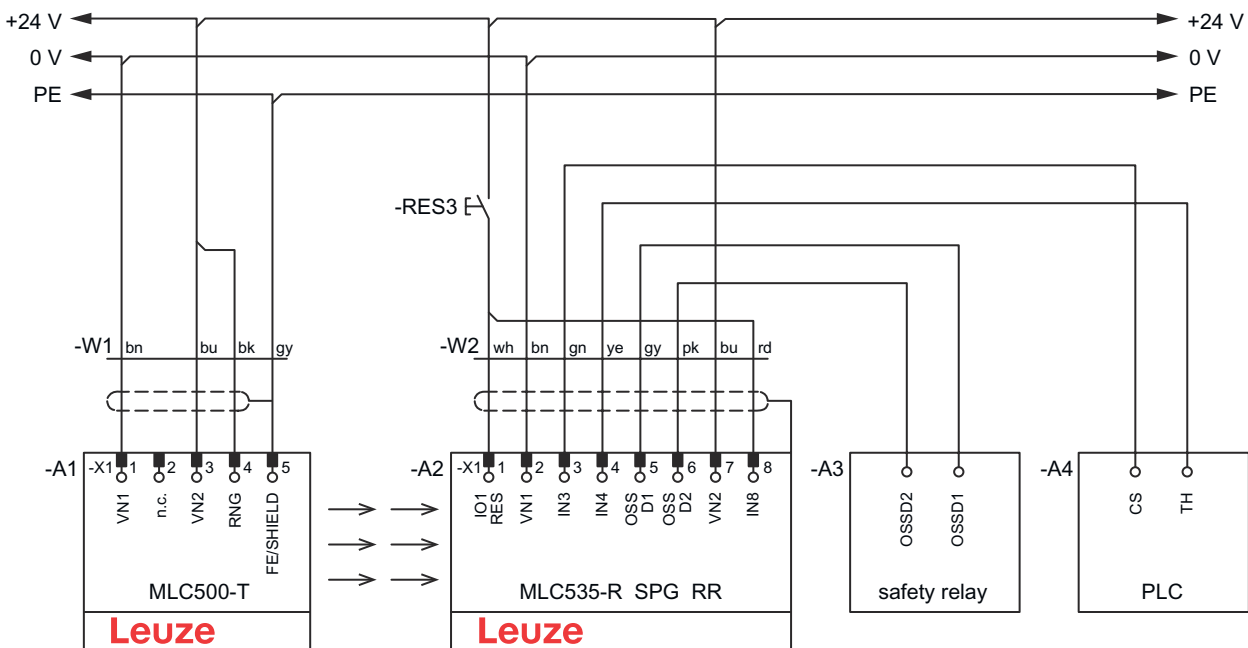 +24 V +24 V
0 V 0 V
PE PE
-RES3
-W1 bn bu bk gy
-W2 wh bn gn ye gy pk bu rd
-A1 -X1 1 2 3 4 5
-A2 -X1 1 2 3 4 5 6 7 8
-A3
-A4
VN1
n.c.
VN2
RNG
FE/SHIELD
IO1
RES
VN1
IN3
IN4
OSS
D1
OSS
D2
VN2
IN8
OSSD2
OSSD1
CS
TH
MLC500-T
MLC535-R SPG RR
safety relay
PLC
Leuze
Leuze